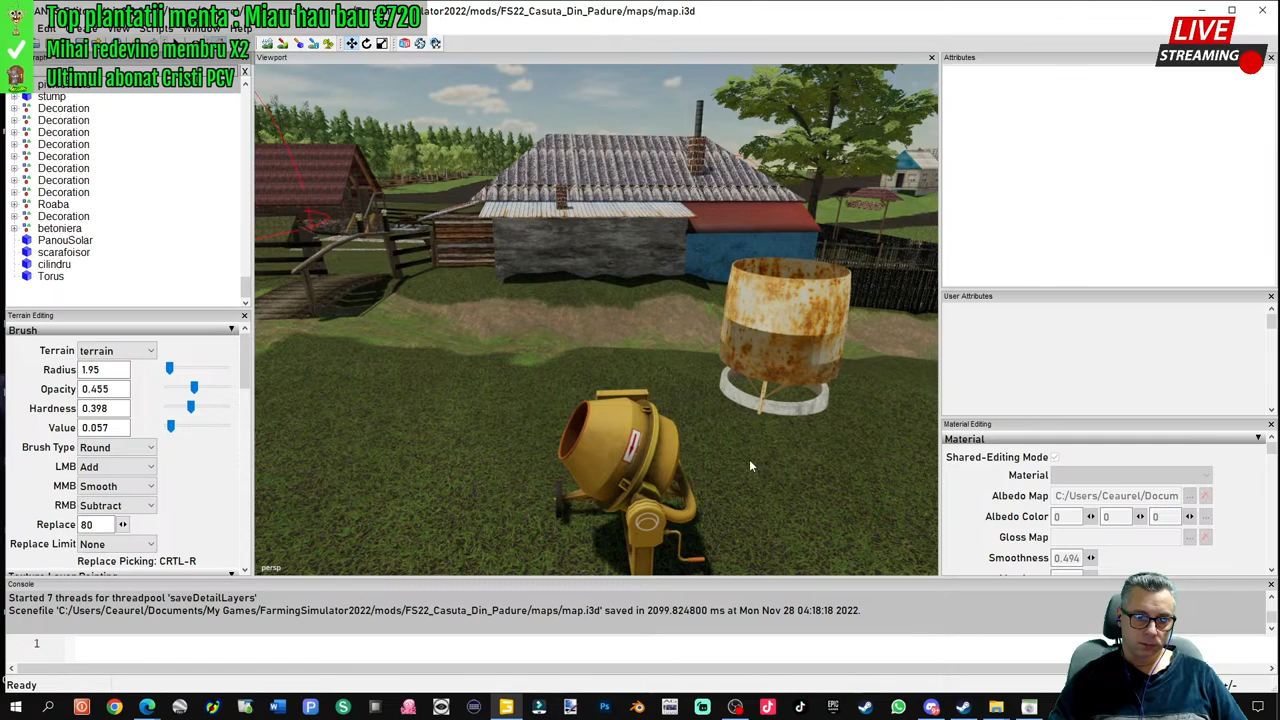 Top plantatii menta : Miau hau bau €720
Mihai redevine membru X2
Ultimul abonat Cristi PCV
Simulator2022/mods/FS22_Casuta_Din_Padure/maps/map.i3d
LIVE
STREAMING
Viewport
Attributes
stump
Decoration
Decoration
Decoration
Decoration
Decoration
Decoration
Decoration
Decoration
Roaba
Decoration
betoniera
PanouSolar
scarafoisor
cilindru
Torus
persp
Terrain Editing
Brush
Terrain terrain
Radius 1.95
Opacity 0.455
Hardness 0.398
Value 0.057
Brush Type Round
LMB Add
MMB Smooth
RMB Subtract
Replace 80
Replace Limit None
Replace Picking: CRTL-R
User Attributes
Material Editing
Material
Shared-Editing Mode
Material
Albedo Map C:/Users/Ceaurel/Docum ...
Albedo Color 0 0 0 ...
Gloss Map ...
Smoothness 0.494
Console
Started 7 threads for threadpool 'saveDetailLayers'
Scenefile 'C:/Users/Ceaurel/Documents/My Games/FarmingSimulator2022/mods/FS22_Casuta_Din_Padure/maps/map.i3d' saved in 2099.824800 ms at Mon Nov 28 04:18:18 2022.
1
Ready
+/-